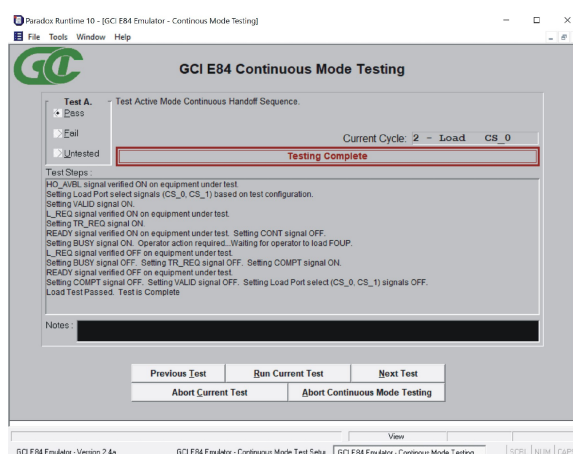 Paradox Runtime 10 - [GCI E84 Emulator - Continous Mode Testing]
File Tools Window Help
GCI
GCI E84 Continuous Mode Testing
Test A.
Pass
Fail
Untested
Test Active Mode Continuous Handoff Sequence.
Current Cycle: 2 - Load CS_0
Testing Complete
Test Steps :
HO_AVBL signal verified ON on equipment under test.
Setting Load Port select signals (CS_0, CS_1) based on test configuration.
Setting VALID signal ON.
L_REQ signal verified ON on equipment under test.
Setting TR_REQ signal ON.
READY signal verified ON on equipment under test. Setting CONT signal OFF.
Setting BUSY signal ON. Operator action required...Waiting for operator to load FOUP.
L_REQ signal verified OFF on equipment under test.
Setting BUSY signal OFF. Setting TR_REQ signal OFF. Setting COMPT signal ON.
READY signal verified OFF on equipment under test.
Setting COMPT signal OFF. Setting VALID signal OFF. Setting Load Port select (CS_0, CS_1) signals OFF.
Load Test Passed. Test is Complete
Notes :
Previous Test Run Current Test Next Test
Abort Current Test Abort Continuous Mode Testing
View
GCI E84 Emulator - Version 2.4a GCI E84 Emulator - Continuous Mode Test Setup GCI E84 Emulator - Continous Mode Testing SCRL NUM CAPS